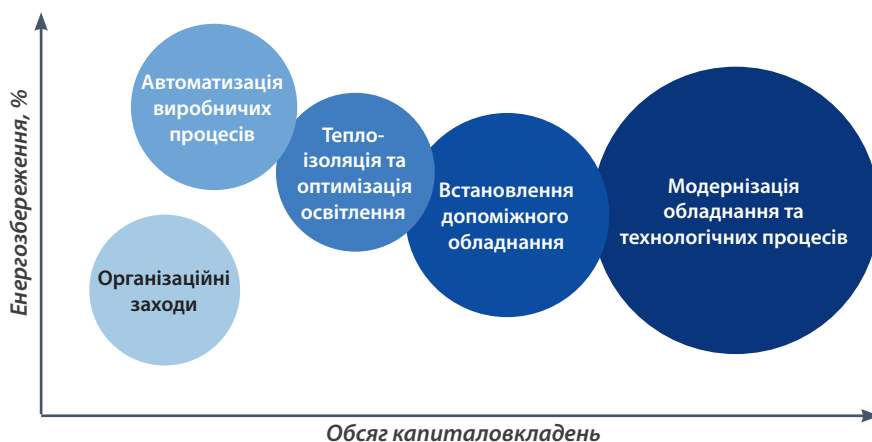 Енергозбереження, %
Автоматизація
виробничих
процесів
Тепло-
ізоляція та
оптимізація
освітлення
Встановлення
допоміжного
обладнання
Модернізація
обладнання та
технологічних процесів
Організаційні
заходи
Обсяг капіталовкладень